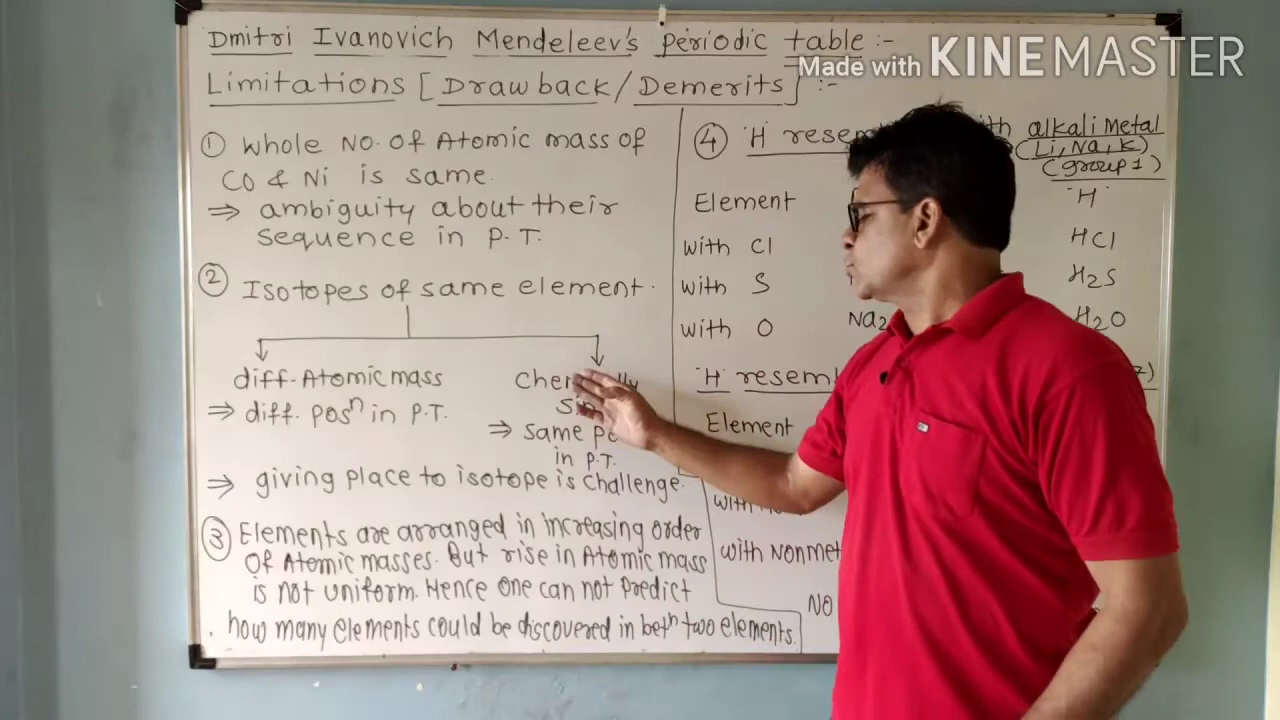 Dmitri Ivanovich Mendeleev's periodic table :-
Made with KINEMASTER
Limitations [Drawback/Demerits] :-
① Whole No. of Atomic mass of
Co & Ni is same.
⇒ ambiguity about their
sequence in P.T.
② Isotopes of same element.
diff. Atomic mass
⇒ diff. posⁿ in P.T.
⇒ same
in P.T.
⇒ giving place to isotope is challenge.
③ Elements are arranged in increasing order
of Atomic masses. But rise in Atomic mass
is not uniform. Hence one can not predict
how many elements could be discovered in betⁿ two elements.
④ 'H' alkali Metal
(Li, Na, K)
(group 1)
Element 'H'
with Cl HCl
with S H2S
with O Na2 H2O
'H'
Element
with
with
NO